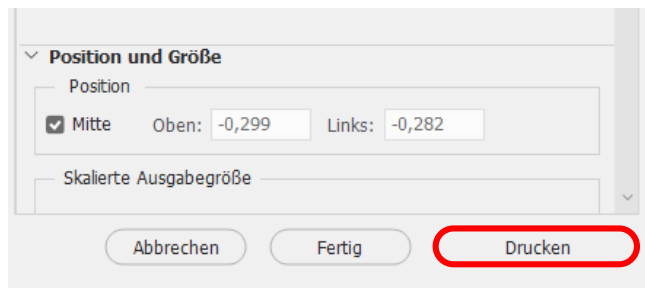 Position und Größe
Position
Mitte Oben: -0,299 Links: -0,282
Skalierte Ausgabegröße
Abbrechen Fertig Drucken